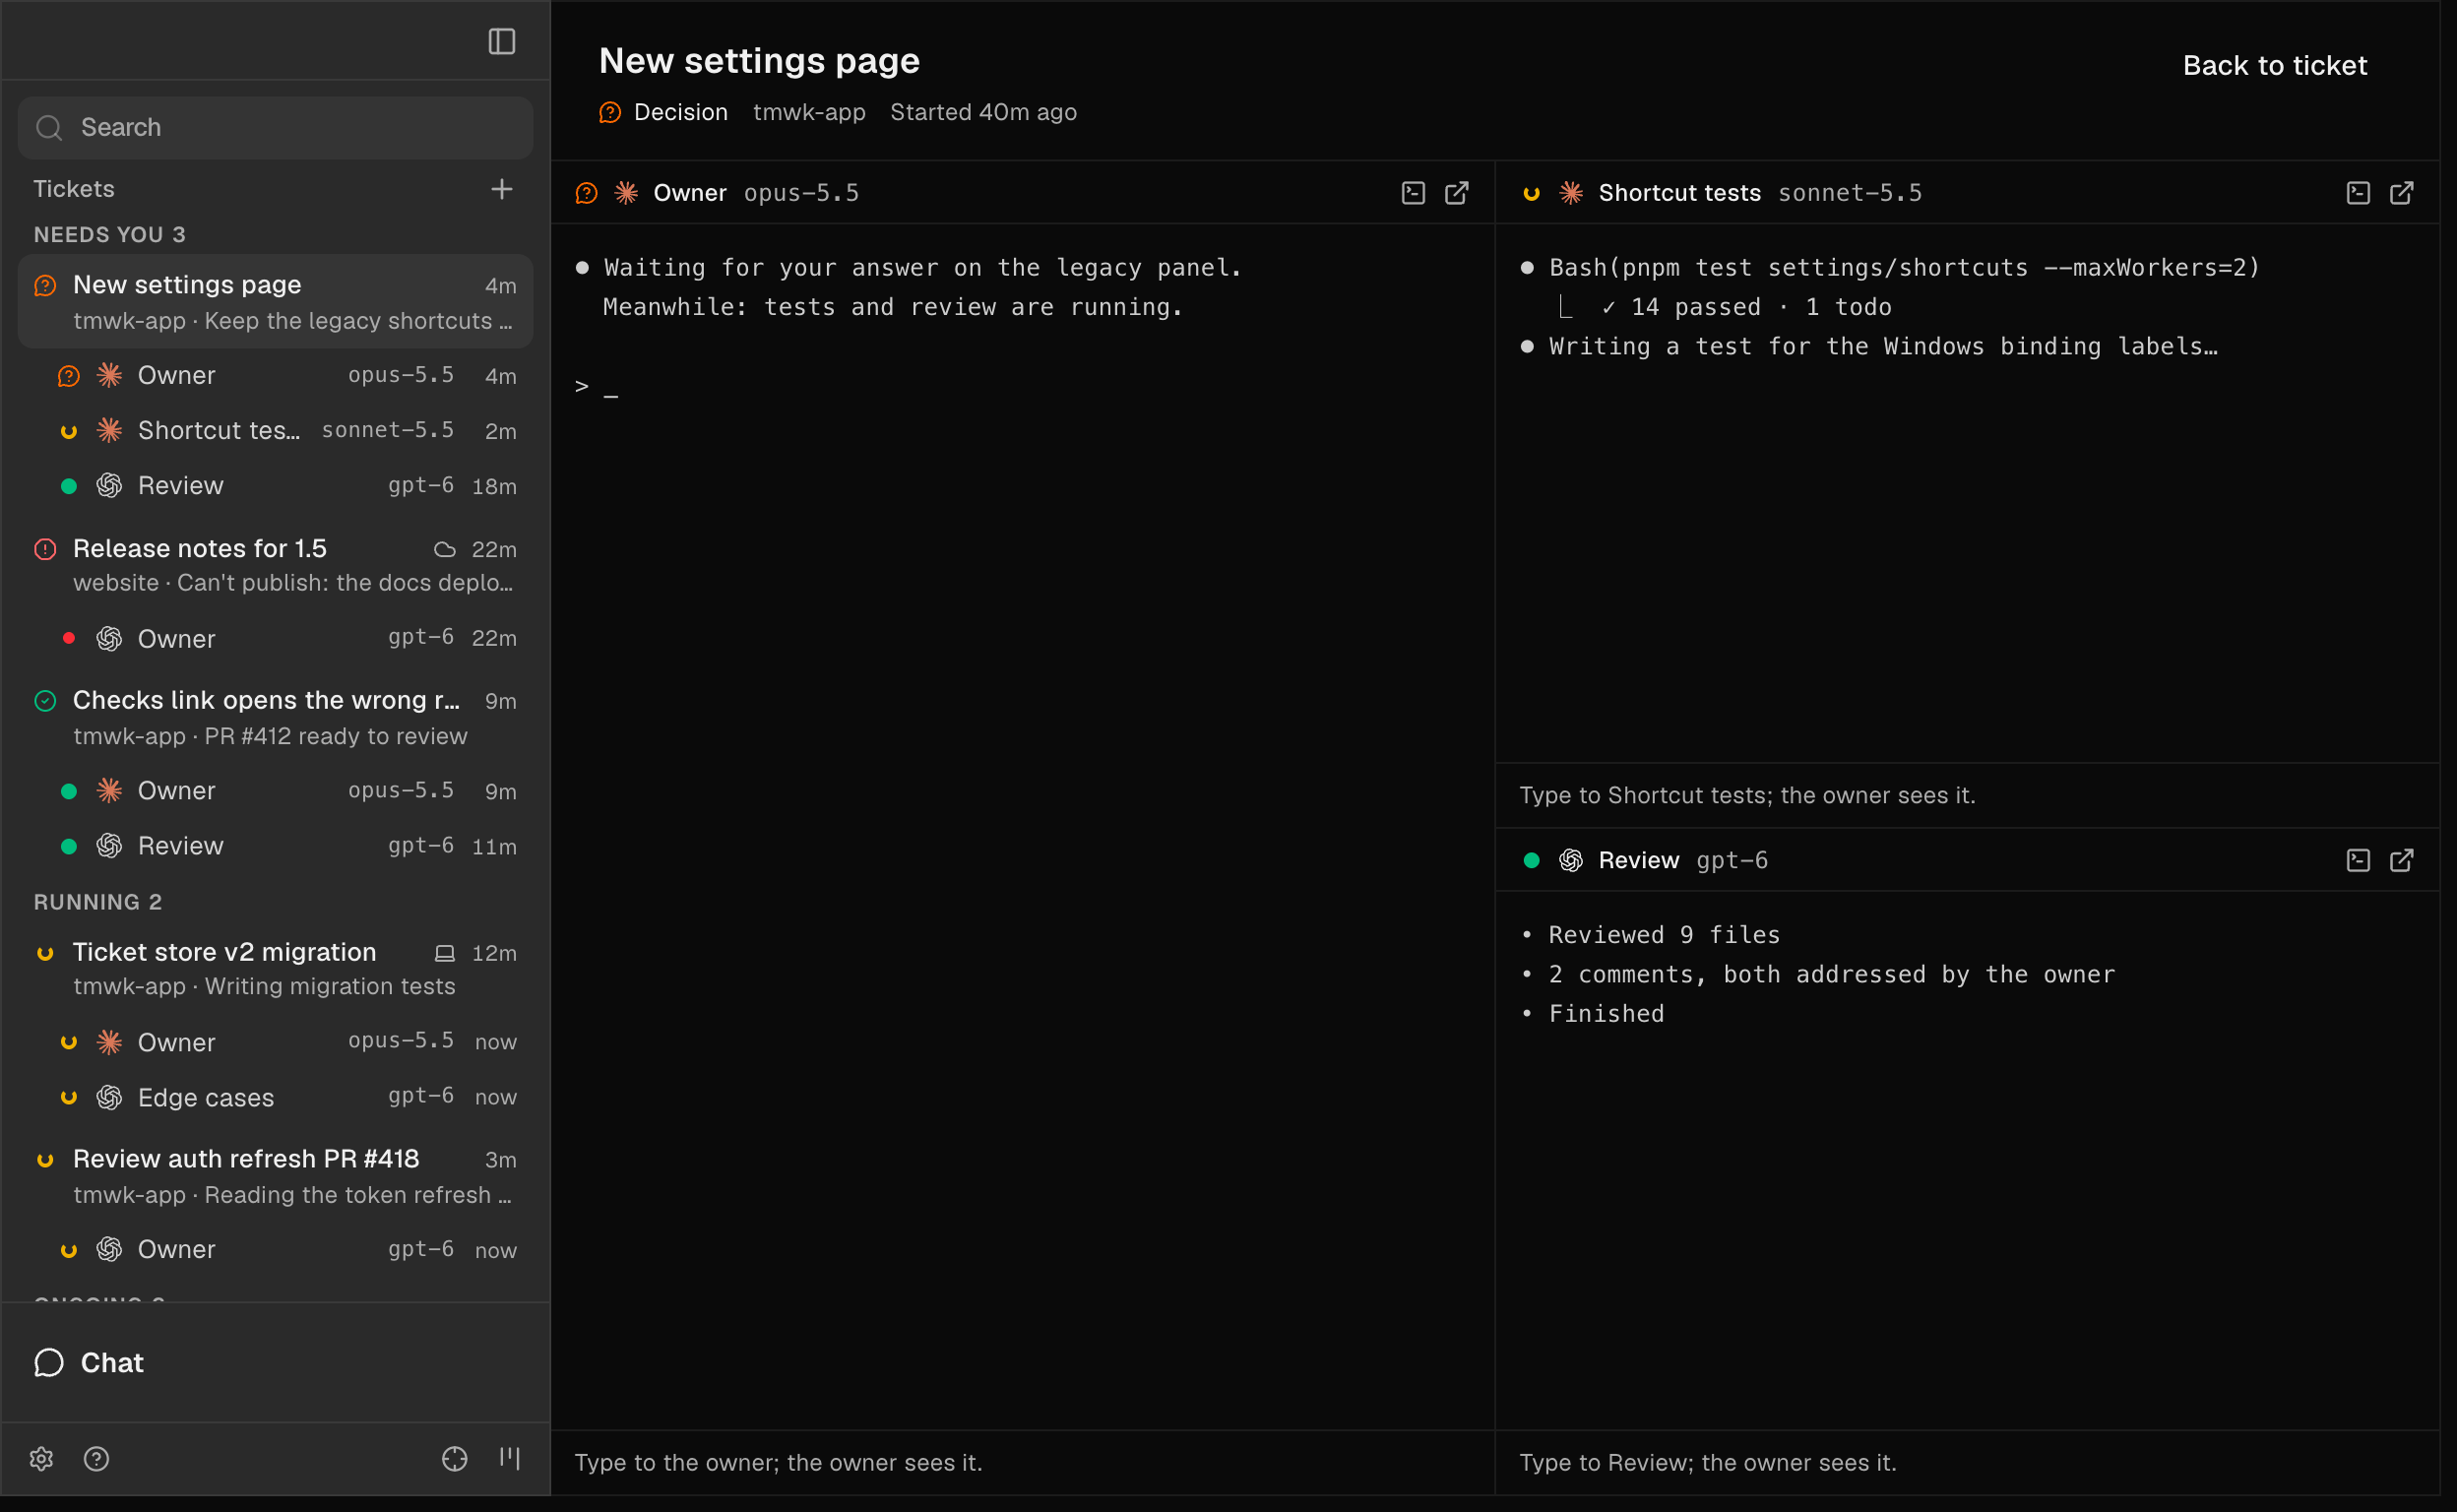 Search
Tickets
NEEDS YOU 3
New settings page 4m
tmwk-app · Keep the legacy shortcuts …
Owner opus-5.5 4m
Shortcut tes… sonnet-5.5 2m
Review gpt-6 18m
Release notes for 1.5 22m
website · Can't publish: the docs deplo…
Owner gpt-6 22m
Checks link opens the wrong r… 9m
tmwk-app · PR #412 ready to review
Owner opus-5.5 9m
Review gpt-6 11m
RUNNING 2
Ticket store v2 migration 12m
tmwk-app · Writing migration tests
Owner opus-5.5 now
Edge cases gpt-6 now
Review auth refresh PR #418 3m
tmwk-app · Reading the token refresh …
Owner gpt-6 now
Chat
New settings page
Back to ticket
Decision tmwk-app Started 40m ago
Owner opus-5.5
● Waiting for your answer on the legacy panel.
Meanwhile: tests and review are running.
> _
Type to the owner; the owner sees it.
Shortcut tests sonnet-5.5
● Bash(pnpm test settings/shortcuts --maxWorkers=2)
⎿ ✓ 14 passed · 1 todo
● Writing a test for the Windows binding labels…
Type to Shortcut tests; the owner sees it.
Review gpt-6
• Reviewed 9 files
• 2 comments, both addressed by the owner
• Finished
Type to Review; the owner sees it.